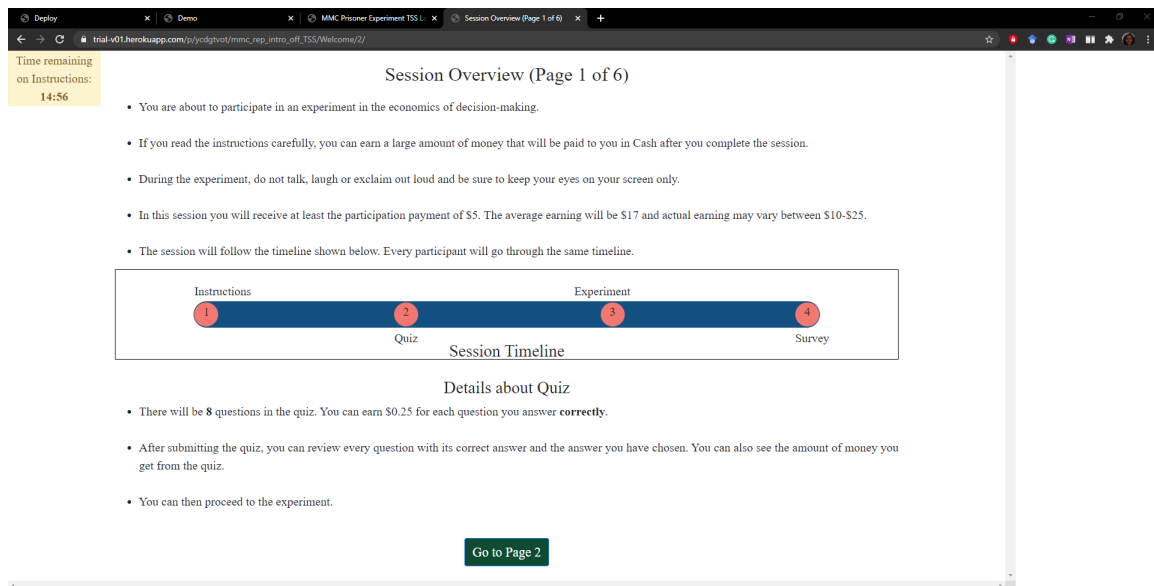 Deploy
Demo
MMC Prisoner Experiment TSS La
Session Overview (Page 1 of 6)
trial-v01.herokuapp.com/p/ycdgtvot/mmc_rep_intro_off_TSS/Welcome/2/
Time remaining
on Instructions:
14:56
Session Overview (Page 1 of 6)
• You are about to participate in an experiment in the economics of decision-making.
• If you read the instructions carefully, you can earn a large amount of money that will be paid to you in Cash after you complete the session.
• During the experiment, do not talk, laugh or exclaim out loud and be sure to keep your eyes on your screen only.
• In this session you will receive at least the participation payment of $5. The average earning will be $17 and actual earning may vary between $10-$25.
• The session will follow the timeline shown below. Every participant will go through the same timeline.
Instructions Experiment
1 2 3 4
Quiz Survey
Session Timeline
Details about Quiz
• There will be 8 questions in the quiz. You can earn $0.25 for each question you answer correctly.
• After submitting the quiz, you can review every question with its correct answer and the answer you have chosen. You can also see the amount of money you
get from the quiz.
• You can then proceed to the experiment.
Go to Page 2